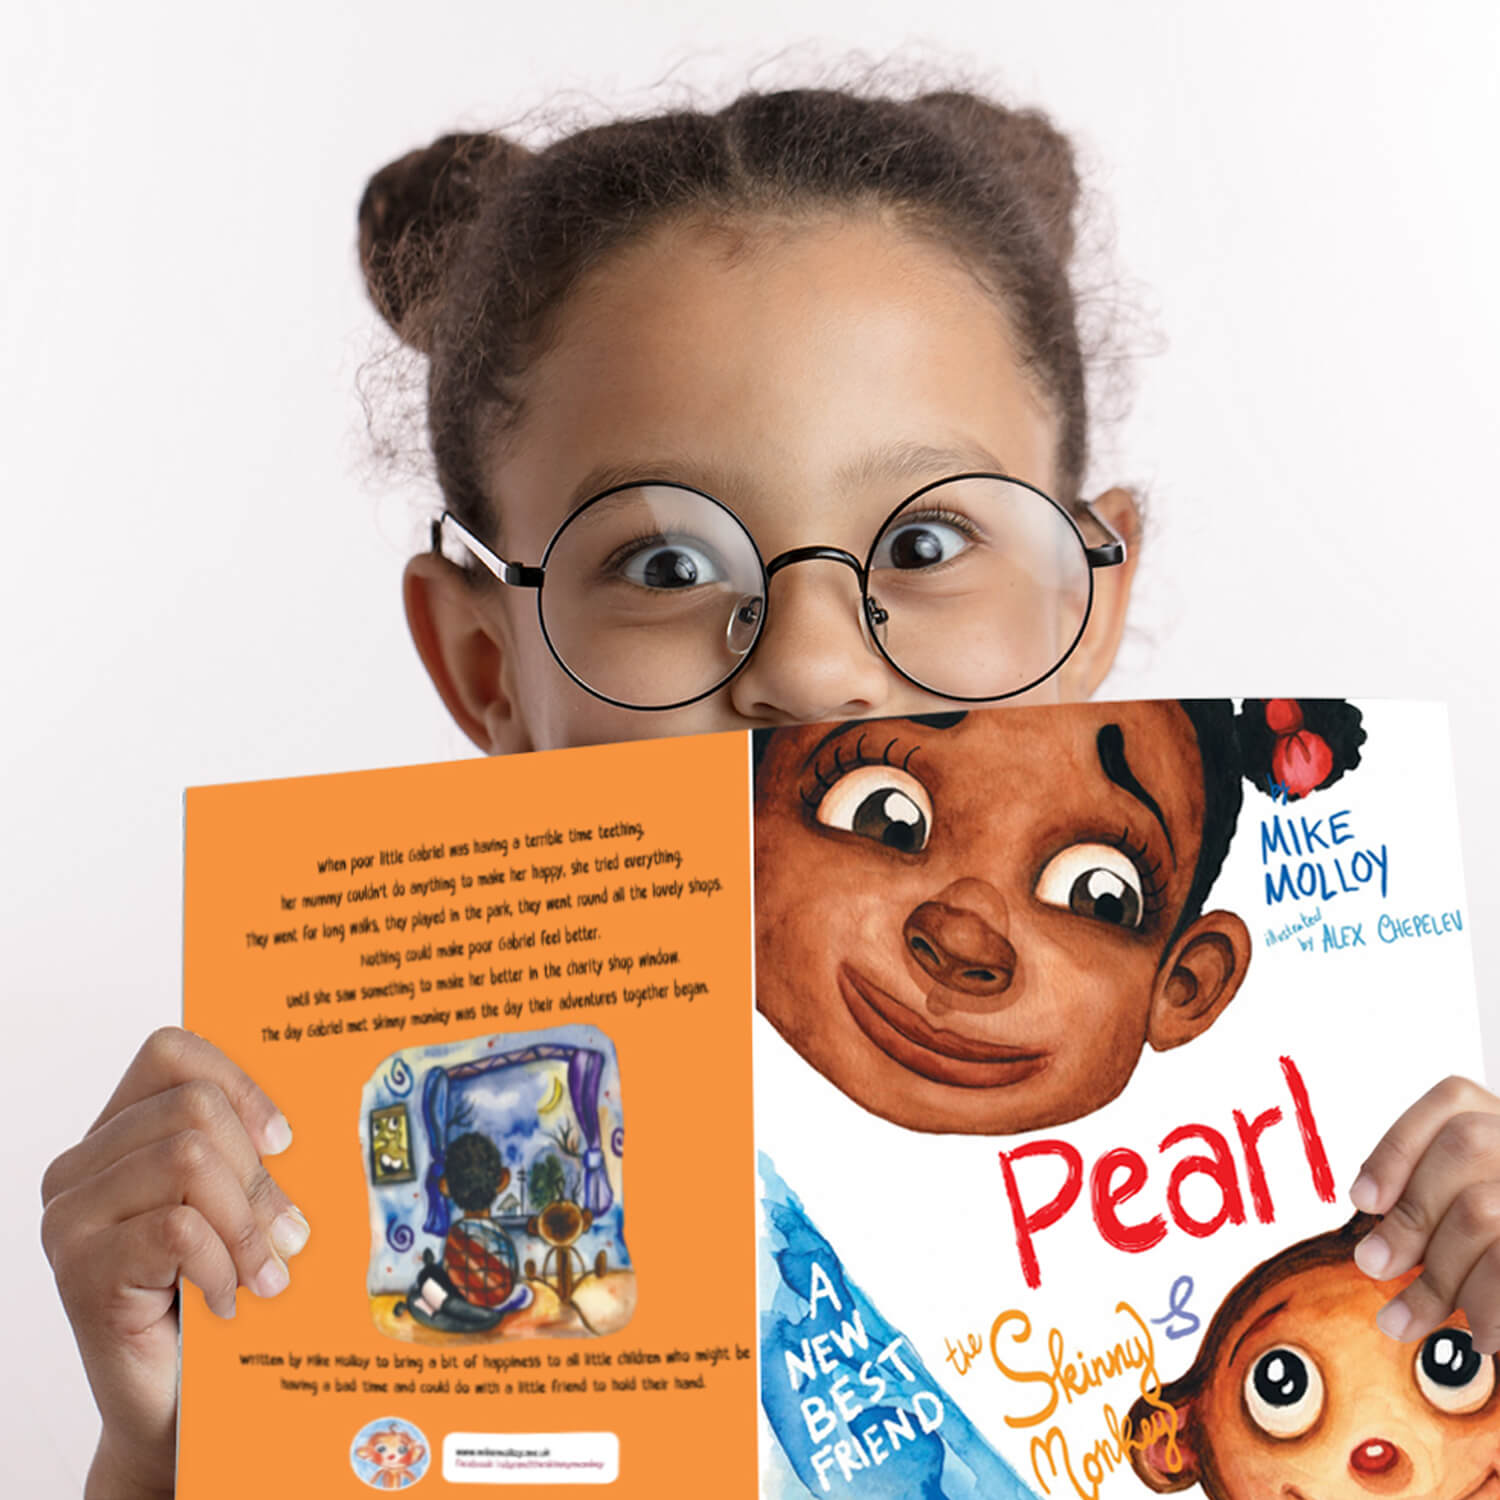 When poor little Gabriel was having a terrible time teething,
her mummy couldn't do anything to make her happy, she tried everything.
They went for long walks, they played in the park, they went round all the lovely shops.
Nothing could make poor Gabriel feel better.
Until she saw something to make her better in the charity shop window.
The day Gabriel met skinny monkey was the day their adventures together began.
Written by Mike Molloy to bring a bit of happiness to all little children who might be
having a bad time and could do with a little friend to hold their hand.
www.mikemolloy.co.uk
by
MIKE
MOLLOY
illustrated
by ALEX CHEPELEV
Pearl
&
the Skinny
Monkey
A
NEW
BEST
FRIEND